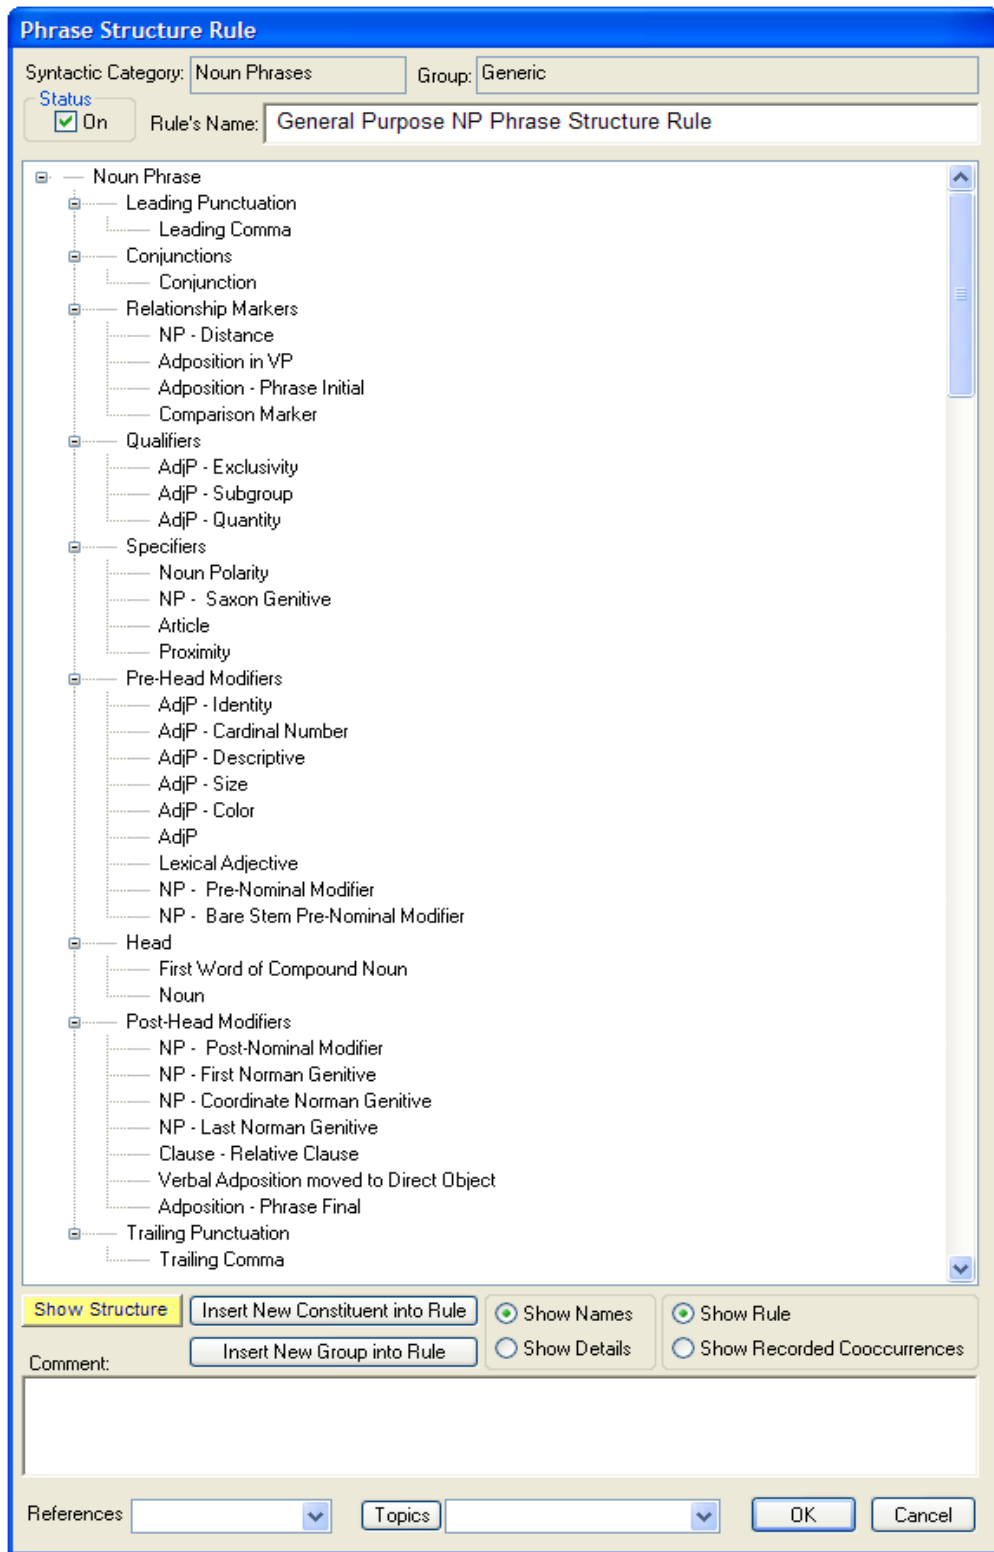 Phrase Structure Rule
Syntactic Category: Noun Phrases Group: Generic
Status
On Rule's Name: General Purpose NP Phrase Structure Rule
Noun Phrase
Leading Punctuation
Leading Comma
Conjunctions
Conjunction
Relationship Markers
NP - Distance
Adposition in VP
Adposition - Phrase Initial
Comparison Marker
Qualifiers
AdjP - Exclusivity
AdjP - Subgroup
AdjP - Quantity
Specifiers
Noun Polarity
NP - Saxon Genitive
Article
Proximity
Pre-Head Modifiers
AdjP - Identity
AdjP - Cardinal Number
AdjP - Descriptive
AdjP - Size
AdjP - Color
AdjP
Lexical Adjective
NP - Pre-Nominal Modifier
NP - Bare Stem Pre-Nominal Modifier
Head
First Word of Compound Noun
Noun
Post-Head Modifiers
NP - Post-Nominal Modifier
NP - First Norman Genitive
NP - Coordinate Norman Genitive
NP - Last Norman Genitive
Clause - Relative Clause
Verbal Adposition moved to Direct Object
Adposition - Phrase Final
Trailing Punctuation
Trailing Comma
Show Structure Insert New Constituent into Rule Show Names Show Rule
Insert New Group into Rule Show Details Show Recorded Cooccurrences
Comment:
References Topics OK Cancel